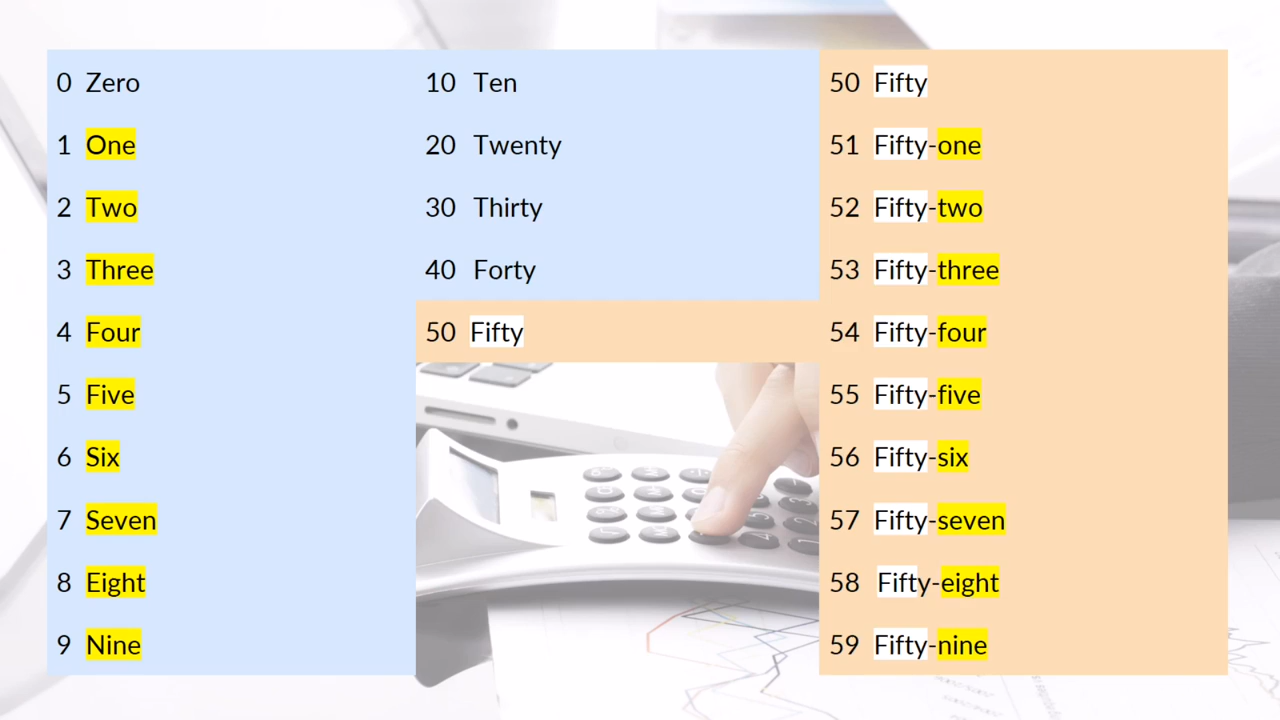 0 Zero
1 One
2 Two
3 Three
4 Four
5 Five
6 Six
7 Seven
8 Eight
9 Nine
10 Ten
20 Twenty
30 Thirty
40 Forty
50 Fifty
50 Fifty
51 Fifty-one
52 Fifty-two
53 Fifty-three
54 Fifty-four
55 Fifty-five
56 Fifty-six
57 Fifty-seven
58 Fifty-eight
59 Fifty-nine